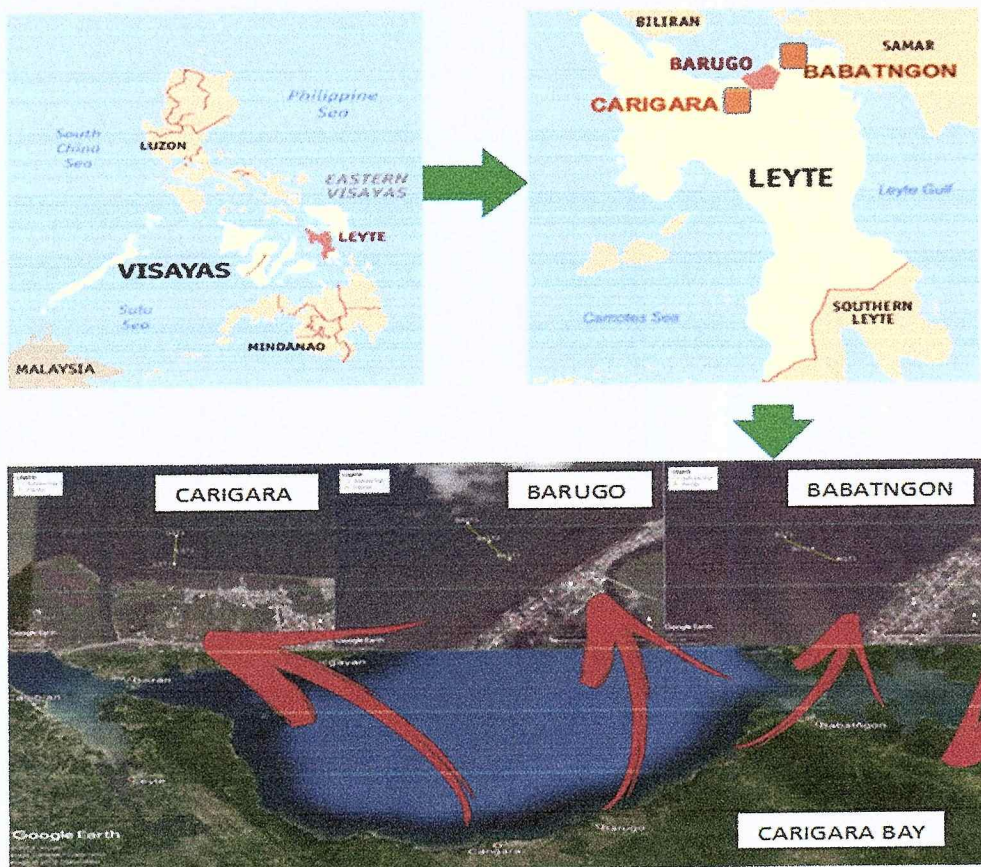 Philippine
Sea
South
China
Sea
LUZON
EASTERN
VISAYAS
LEYTE
VISAYAS
Sulu
Sea
MINDANAO
MALAYSIA
BILIRAN
SAMAR
BARUGO
BABATNGON
CARIGARA
LEYTE
Leyte Gulf
Camotes Sea
SOUTHERN
LEYTE
CARIGARA
BARUGO
BABATNGON
Google Earth
Google Earth
Google Earth
Babatngon
Leyte
Barugo
Carigara
Google Earth
CARIGARA BAY